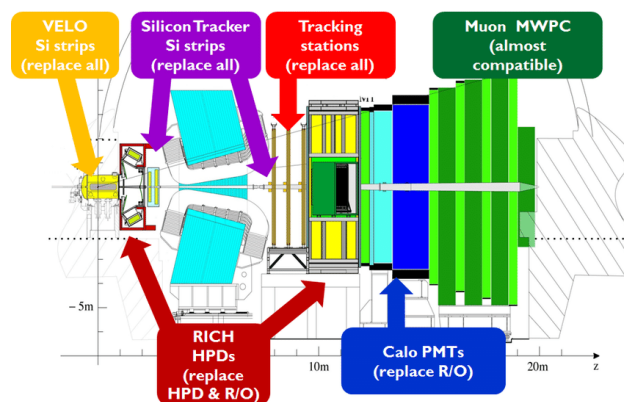 VELO
Si strips
(replace all)
Silicon Tracker
Si strips
(replace all)
Tracking
stations
(replace all)
Muon MWPC
(almost
compatible)
- 5m
RICH
HPDs
(replace
HPD & R/O)
Calo PMTs
(replace R/O)
10m
20m
z